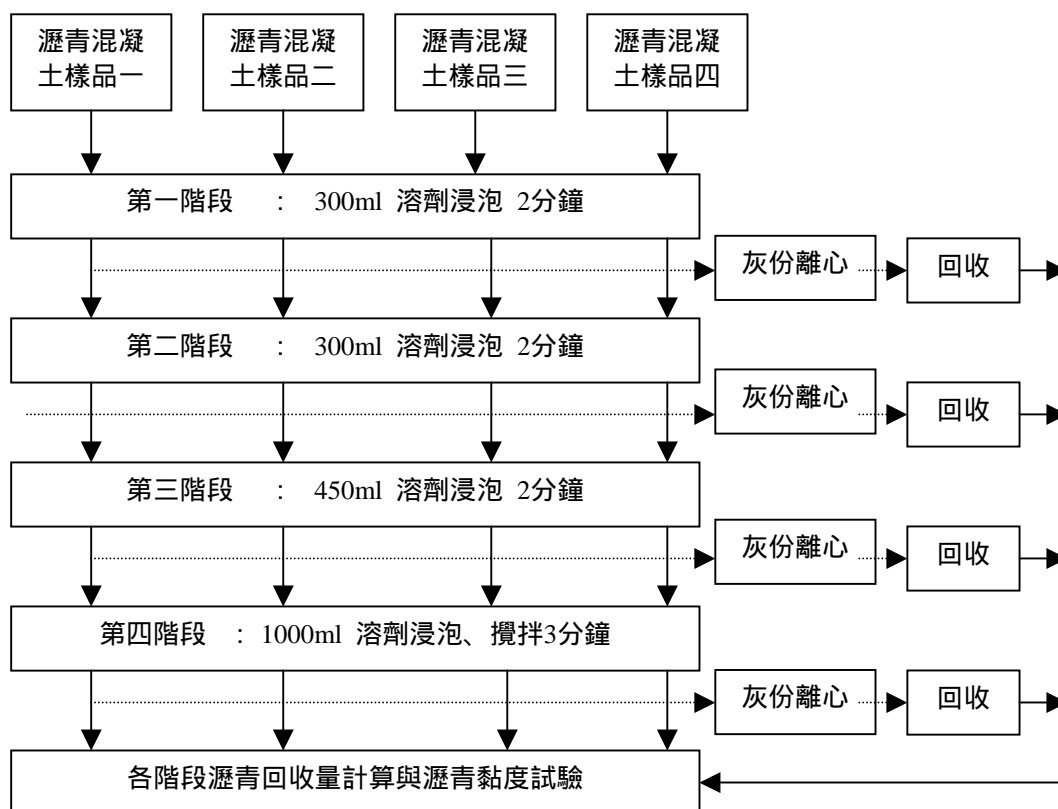 瀝青混凝
土樣品一
瀝青混凝
土樣品二
瀝青混凝
土樣品三
瀝青混凝
土樣品四
第一階段 : 300ml 溶劑浸泡 2分鐘
灰份離心
回收
第二階段 : 300ml 溶劑浸泡 2分鐘
灰份離心
回收
第三階段 : 450ml 溶劑浸泡 2分鐘
灰份離心
回收
第四階段 : 1000ml 溶劑浸泡、攪拌3分鐘
灰份離心
回收
各階段瀝青回收量計算與瀝青黏度試驗